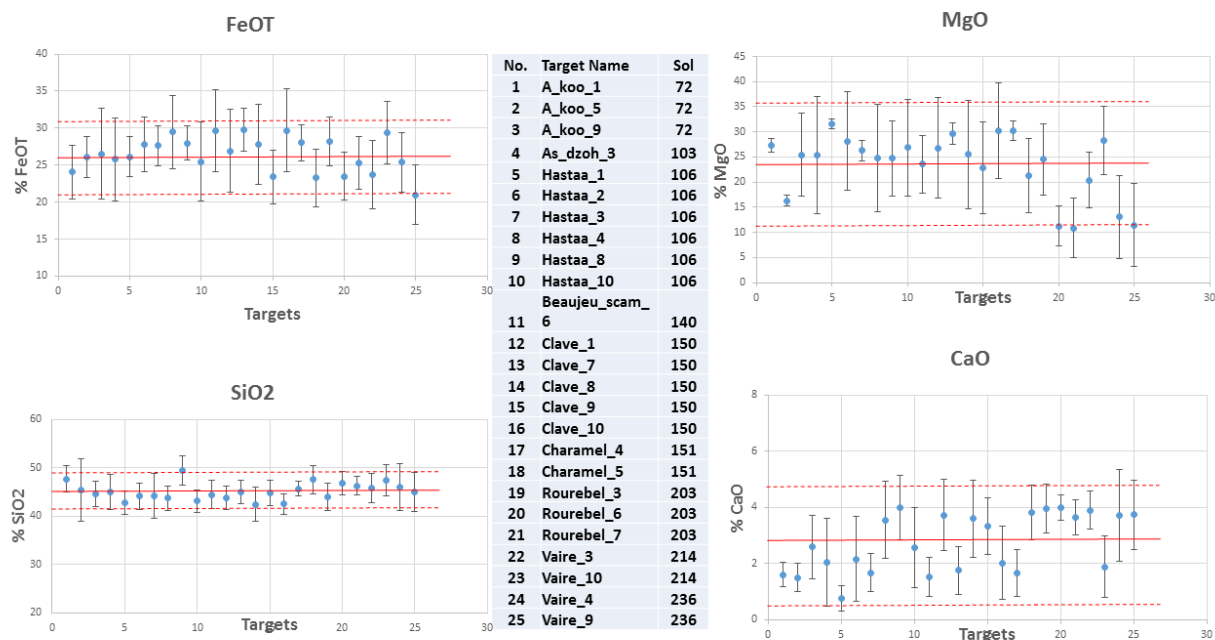 FeOT
40
35
30
25
20
15
10
% FeOT
0 5 10 15 20 25 30
Targets
SiO2
60
50
40
30
20
% SiO2
0 5 10 15 20 25 30
Targets
No. Target Name Sol
1 A_koo_1 72
2 A_koo_5 72
3 A_koo_9 72
4 As_dzoh_3 103
5 Hastaa_1 106
6 Hastaa_2 106
7 Hastaa_3 106
8 Hastaa_4 106
9 Hastaa_8 106
10 Hastaa_10 106
Beaujeu_scam_
11 6 140
12 Clave_1 150
13 Clave_7 150
14 Clave_8 150
15 Clave_9 150
16 Clave_10 150
17 Charamel_4 151
18 Charamel_5 151
19 Rourebel_3 203
20 Rourebel_6 203
21 Rourebel_7 203
22 Vaire_3 214
23 Vaire_10 214
24 Vaire_4 236
25 Vaire_9 236
MgO
45
40
35
30
25
20
15
10
5
0
% MgO
0 5 10 15 20 25 30
Targets
CaO
8
6
4
2
0
% CaO
0 5 10 15 20 25 30
Targets